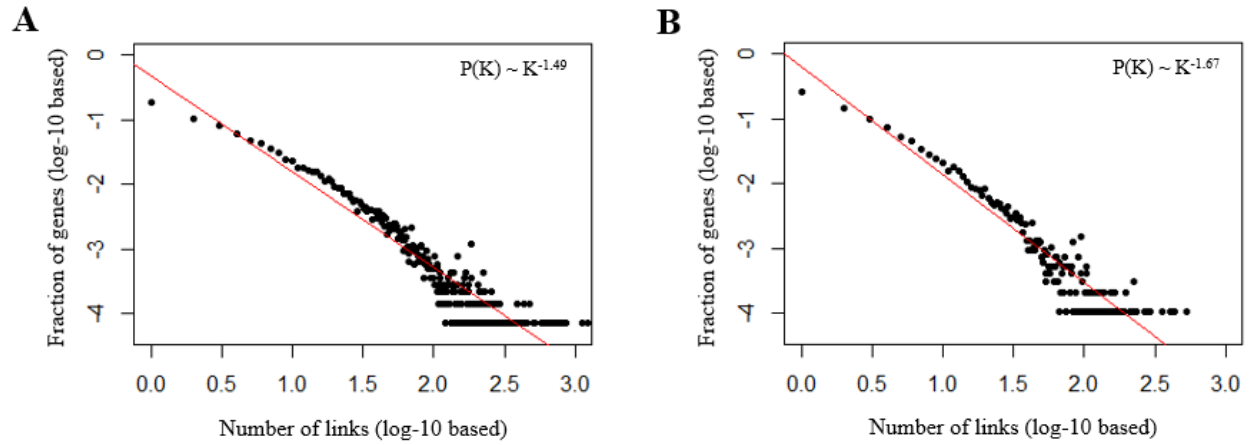 A
P(K) ~ K-1.49
Fraction of genes (log-10 based)
0
-1
-2
-3
-4
0.0 0.5 1.0 1.5 2.0 2.5 3.0
Number of links (log-10 based)
B
P(K) ~ K-1.67
Fraction of genes (log-10 based)
0
-1
-2
-3
-4
0.0 0.5 1.0 1.5 2.0 2.5 3.0
Number of links (log-10 based)